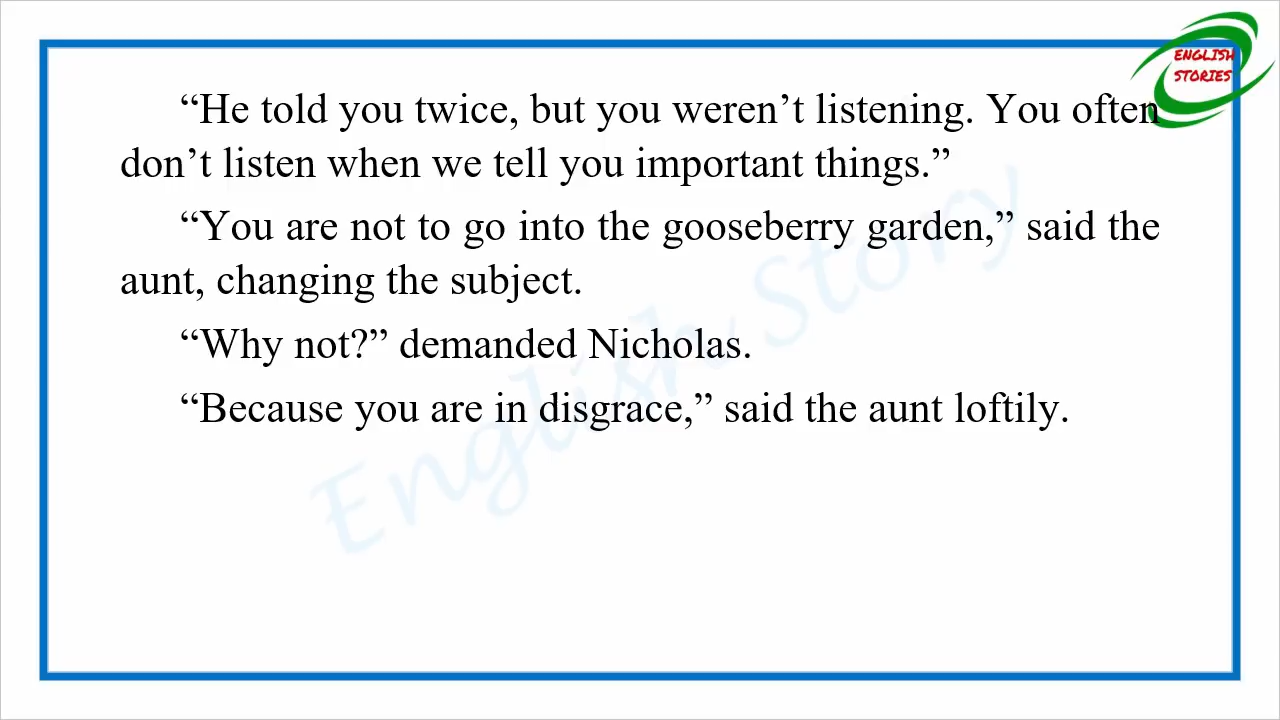 ENGLISH
STORIES
“He told you twice, but you weren’t listening. You often
don’t listen when we tell you important things.”
“You are not to go into the gooseberry garden,” said the
aunt, changing the subject.
“Why not?” demanded Nicholas.
“Because you are in disgrace,” said the aunt loftily.
English Story